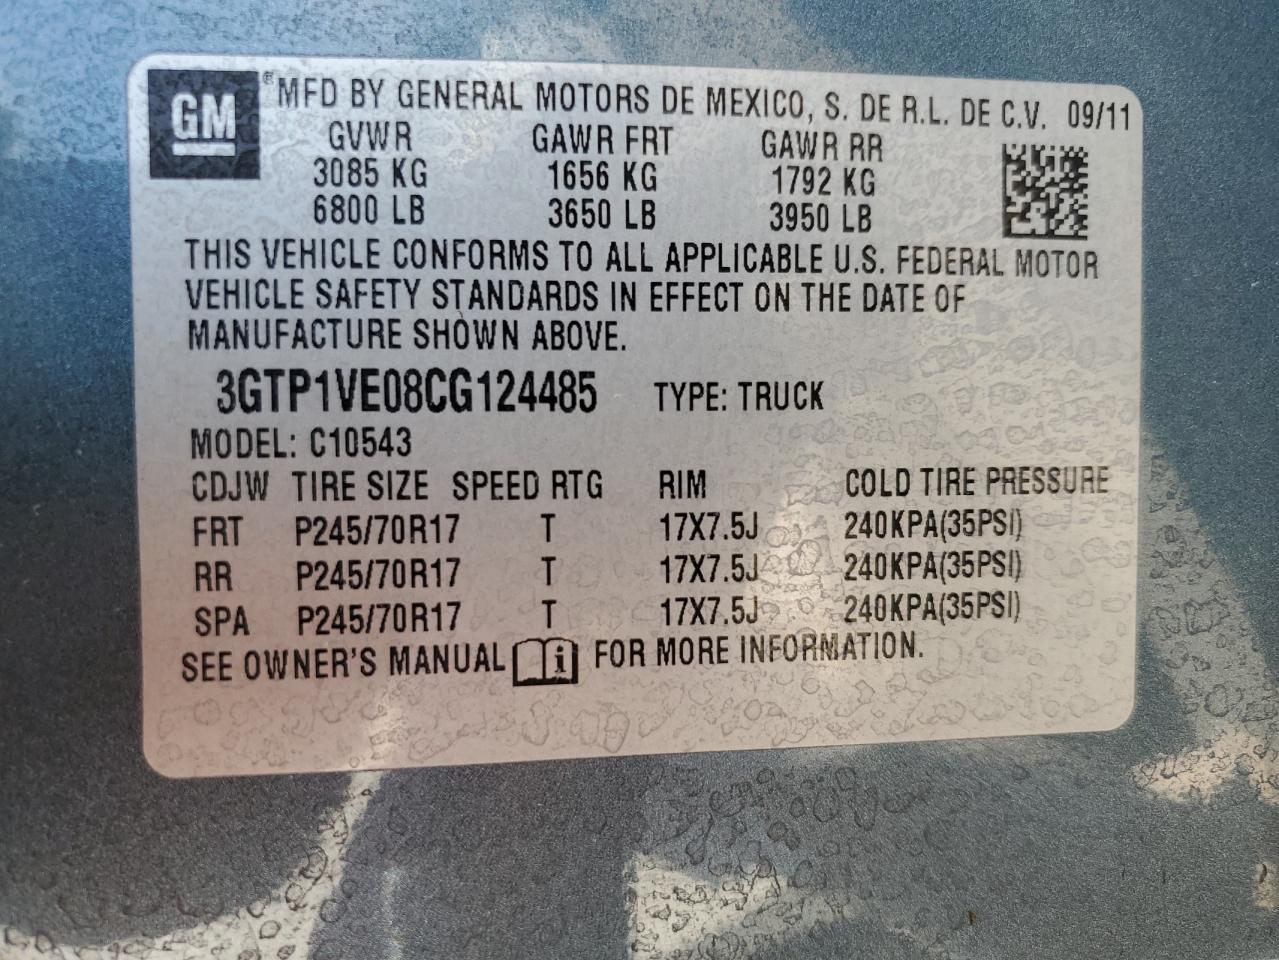 GM ® MFD BY GENERAL MOTORS DE MEXICO, S. DE R.L. DE C.V. 09/11
GVWR GAWR FRT GAWR RR
3085 KG 1656 KG 1792 KG
6800 LB 3650 LB 3950 LB
THIS VEHICLE CONFORMS TO ALL APPLICABLE U.S. FEDERAL MOTOR
VEHICLE SAFETY STANDARDS IN EFFECT ON THE DATE OF
MANUFACTURE SHOWN ABOVE.
3GTP1VE08CG124485 TYPE: TRUCK
MODEL: C10543
CDJW TIRE SIZE SPEED RTG RIM COLD TIRE PRESSURE
FRT P245/70R17 T 17X7.5J 240KPA(35PSI)
RR P245/70R17 T 17X7.5J 240KPA(35PSI)
SPA P245/70R17 T 17X7.5J 240KPA(35PSI)
SEE OWNER'S MANUAL i FOR MORE INFORMATION.